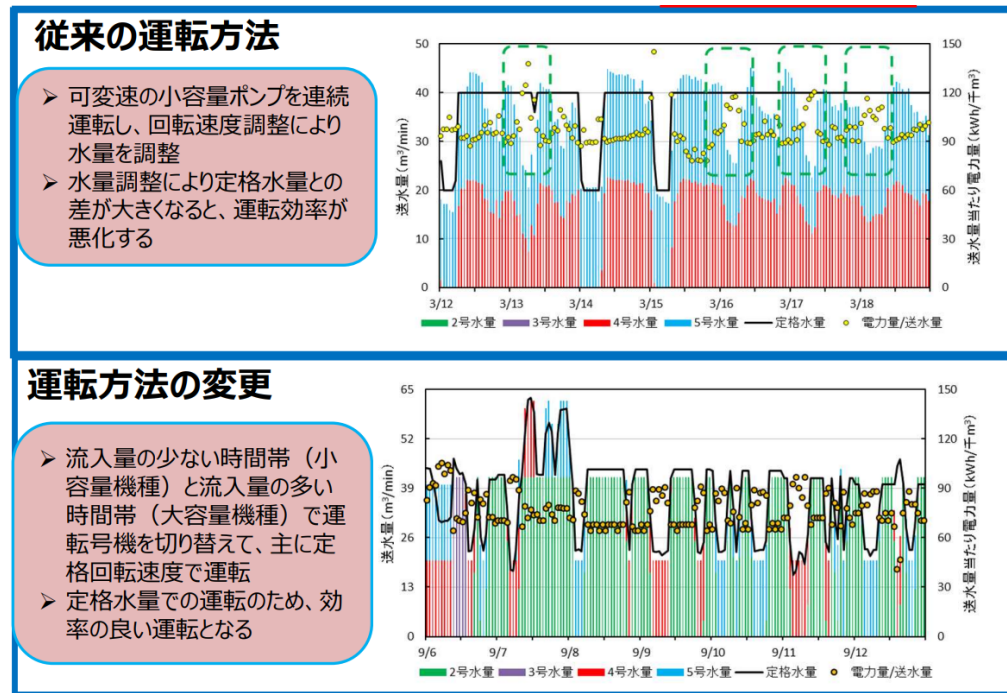 従来の運転方法
➢ 可変速の小容量ポンプを連続
運転し、回転速度調整により
水量を調整
➢ 水量調整により定格水量との
差が大きくなると、運転効率が
悪化する
送水量(m³/min)
50
40
30
20
10
0
送水量当たり電力量(kWh/千m³)
150
120
90
60
30
0
3/12 3/13 3/14 3/15 3/16 3/17 3/18
2号水量 3号水量 4号水量 5号水量 定格水量 電力量/送水量
運転方法の変更
➢ 流入量の少ない時間帯(小
容量機種)と流入量の多い
時間帯(大容量機種)で運
転号機を切り替えて、主に定
格回転速度で運転
➢ 定格水量での運転のため、効
率の良い運転となる
送水量(m³/min)
65
52
39
26
13
0
送水量当たり電力量(kWh/千m³)
150
120
90
60
30
0
9/6 9/7 9/8 9/9 9/10 9/11 9/12
2号水量 3号水量 4号水量 5号水量 定格水量 電力量/送水量